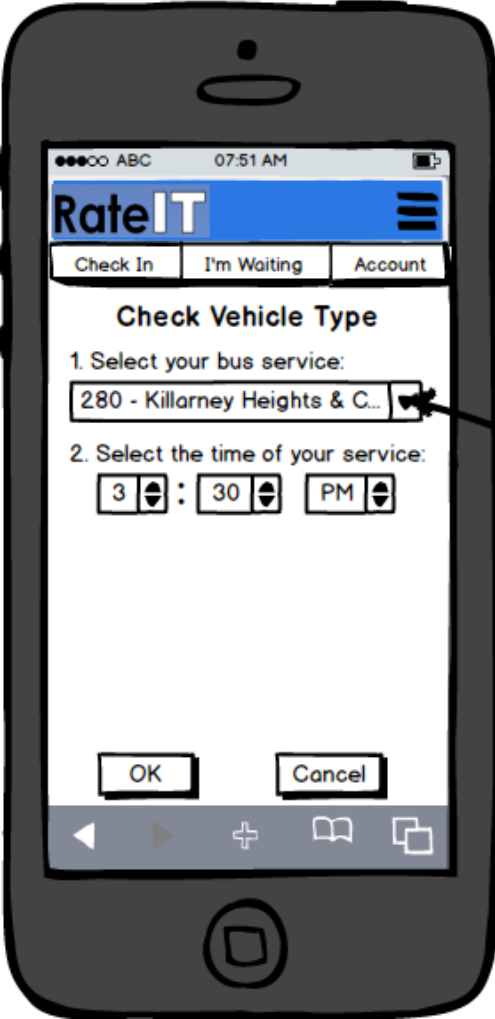 ABC 07:51 AM
RateIT
Check In I'm Waiting Account
Check Vehicle Type
1. Select your bus service:
280 - Killarney Heights & C...
2. Select the time of your service:
3 : 30 PM
OK Cancel